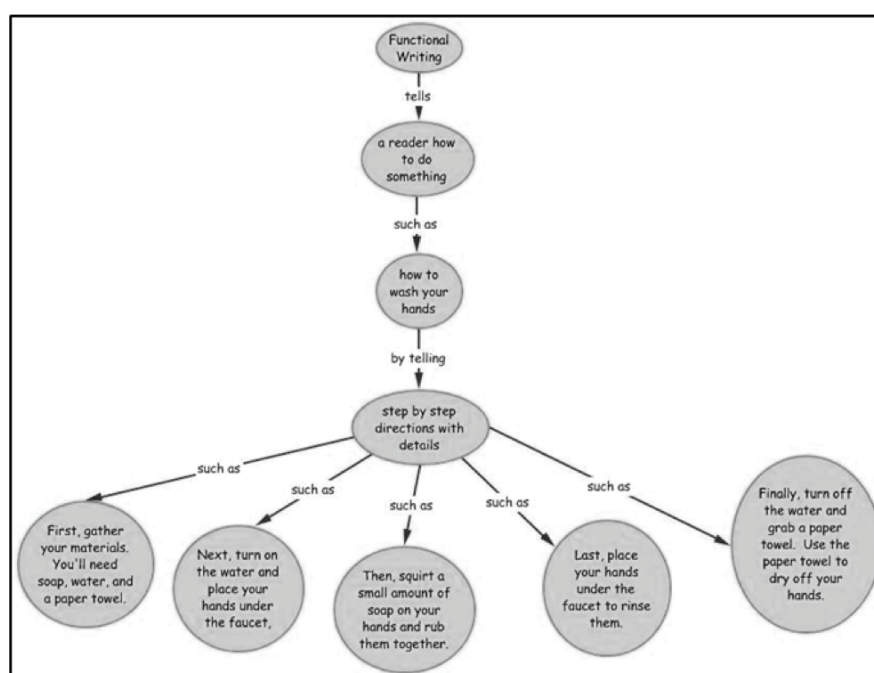 Functional
Writing
tells
a reader how
to do
something
such as
how to
wash your
hands
by telling
step by step
directions with
details
such as
such as
such as
such as
such as
First, gather
your materials.
You'll need
soap, water, and
a paper towel.
Next, turn on
the water and
place your
hands under
the faucet,
Then, squirt a
small amount of
soap on your
hands and rub
them together.
Last, place
your hands
under the
faucet to rinse
them.
Finally, turn off
the water and
grab a paper
towel. Use the
paper towel to
dry off your
hands.